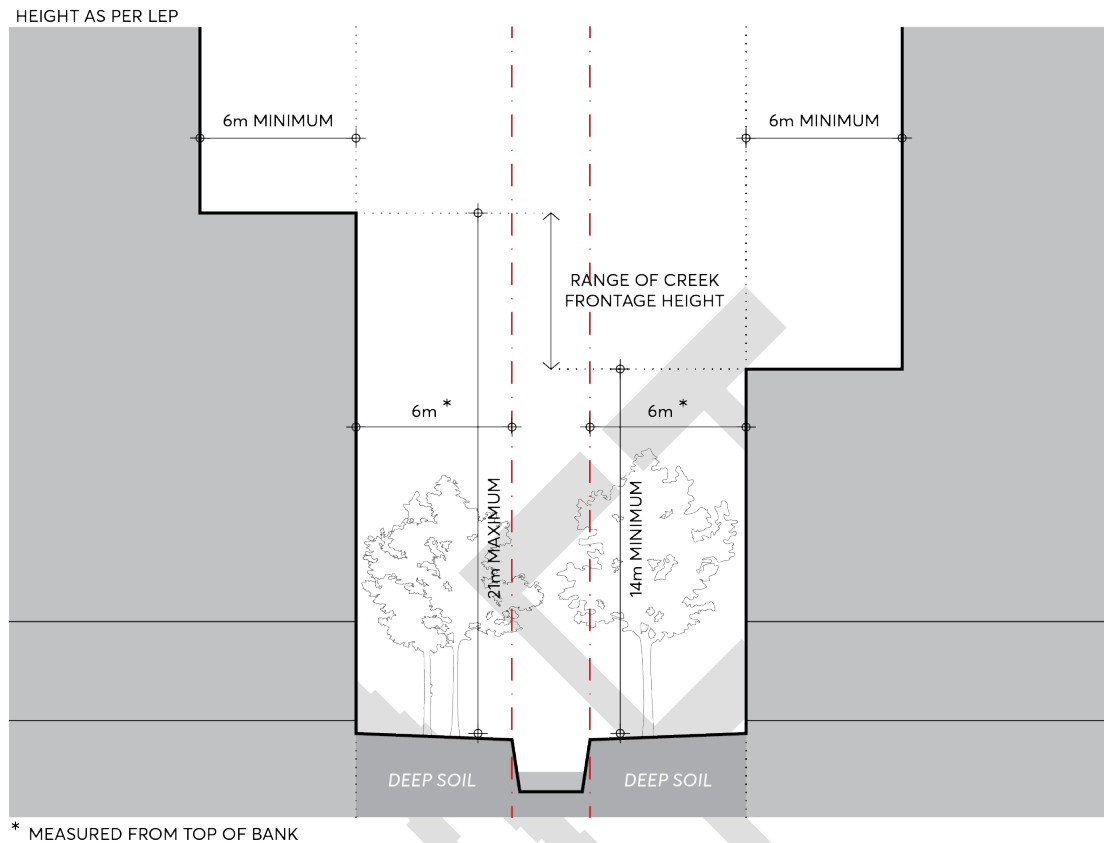 HEIGHT AS PER LEP
6m MINIMUM
6m MINIMUM
RANGE OF CREEK
FRONTAGE HEIGHT
6m *
6m *
21m MAXIMUM
14m MINIMUM
DEEP SOIL
DEEP SOIL
* MEASURED FROM TOP OF BANK